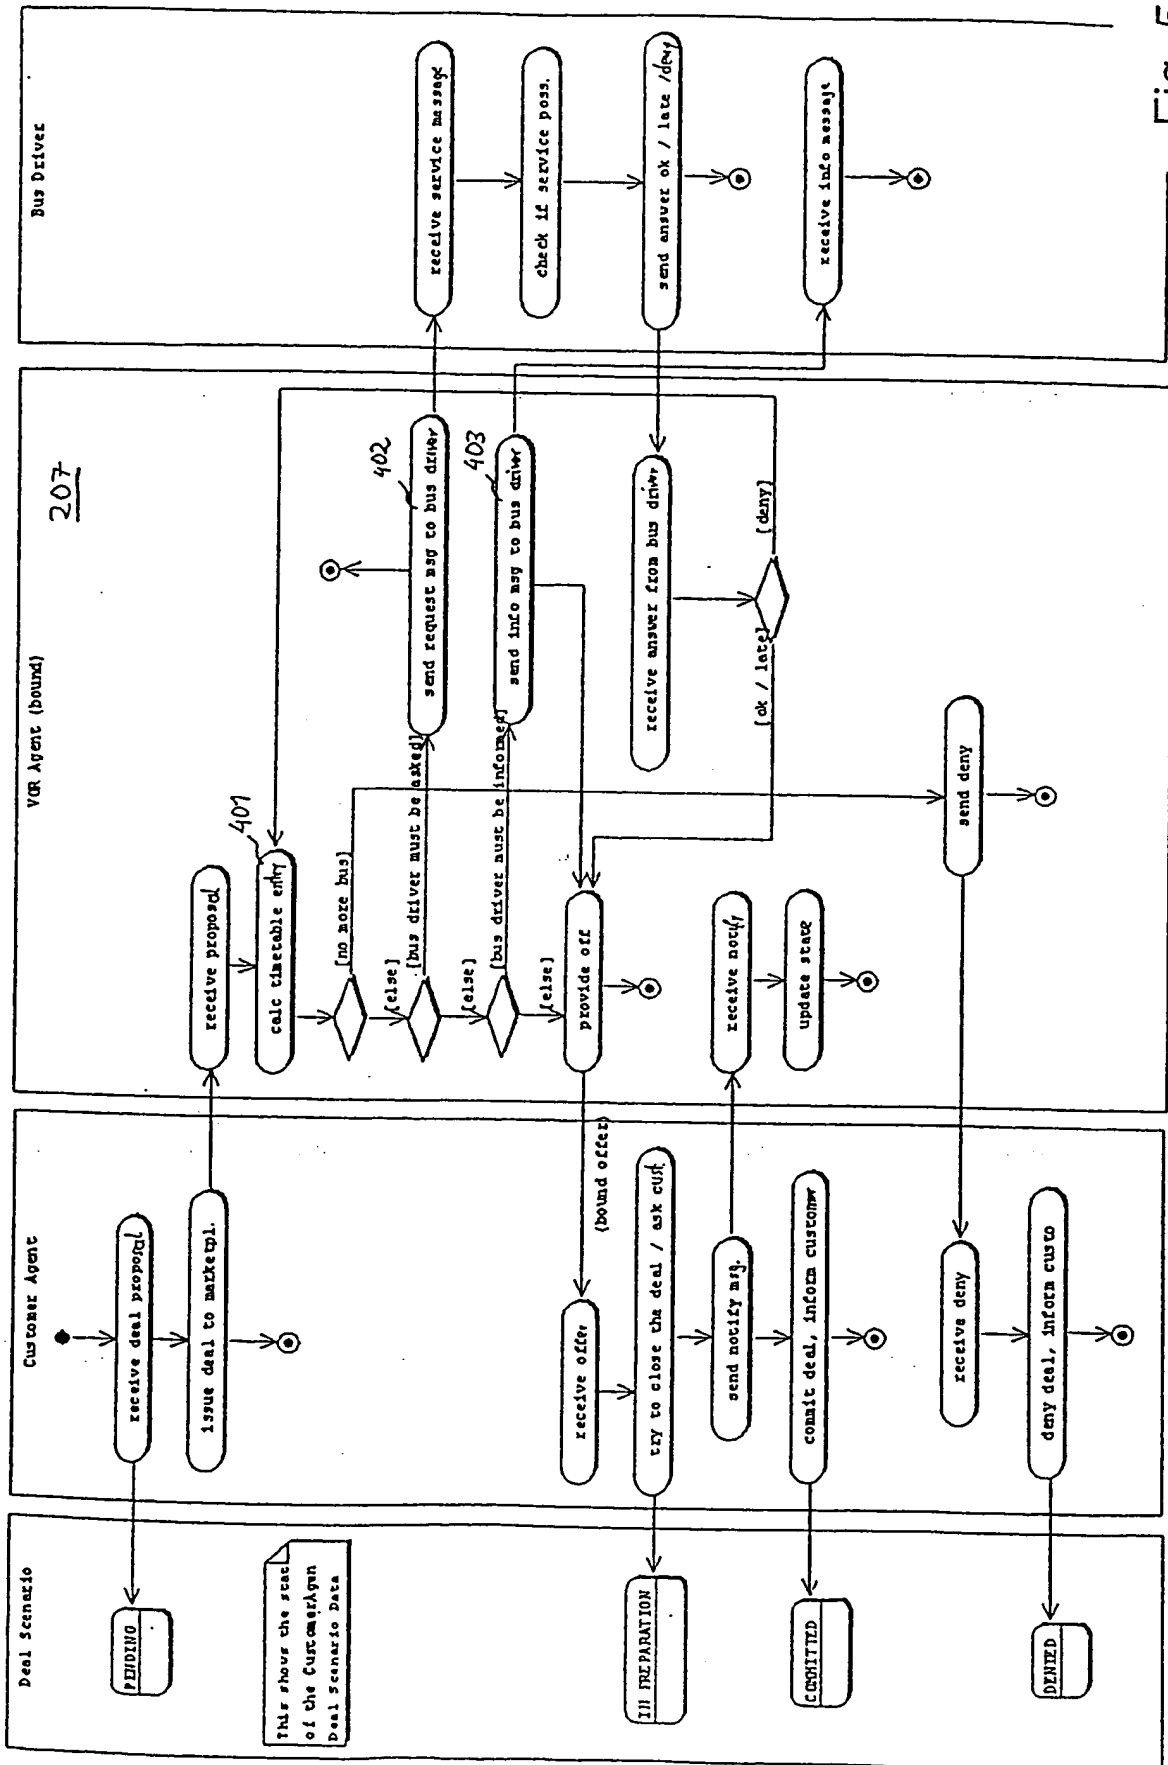 Deal Scenario
PENDING
This shows the stat
of the CustomerAgen
Deal Scenario Data
IN PREPARATION
COMMITTED
DENIED
Customer Agent
receive deal proposal
issue deal to marketpl.
receive offer
try to close the deal / ask cust
send notify msg.
commit deal, inform customer
receive deny
deny deal, inform custo
(bound offer)
VOR Agent (bound)
207
receive proposal
401
calc timetable entry
[no more bus]
[else]
[bus driver must be asked]
402
send request msg to bus driver
[else]
[bus driver must be informed]
403
send info msg to bus driver
[else]
provide off
receive answer from bus driver
[ok / late]
[deny]
receive notify
update state
send deny
Bus Driver
receive service message
check if service poss.
send answer ok / late /deny
receive info message